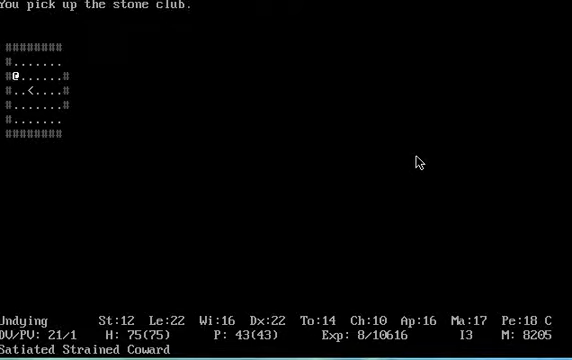 You pick up the stone club.
########
#.......
#@......#
#..<....#
#.......#
#.......
########
Undying St:12 Le:22 Wi:16 Dx:22 To:14 Ch:10 Ap:16 Ma:17 Pe:18 C
DV/PV: 21/1 H: 75(75) P: 43(43) Exp: 8/10616 I3 M: 8205
Satiated Strained Coward